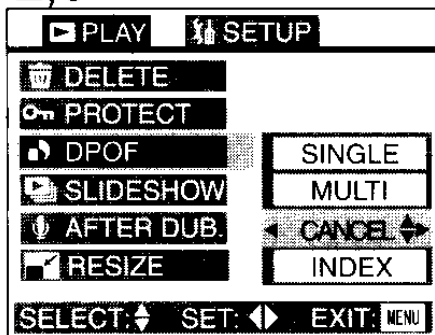 PLAY SETUP
DELETE
PROTECT
DPOF SINGLE
SLIDESHOW MULTI
AFTER DUB. CANCEL
RESIZE INDEX
SELECT: SET: EXIT: MENU